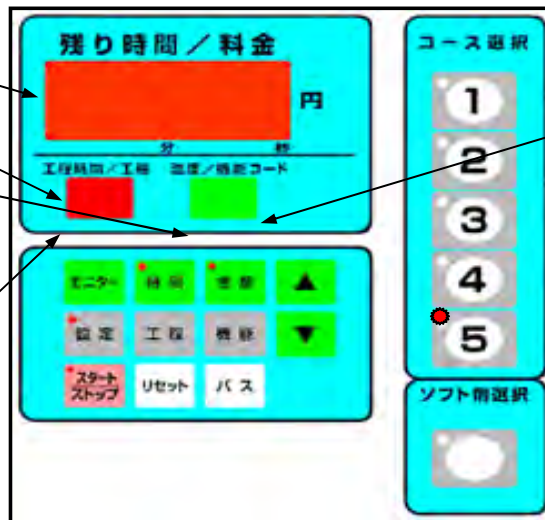 残り時間／料金
円
分 秒
工程時間／工程 温度／機能コード
モニター 時間 温度 ▲
設定 工程 機能 ▼
スタート
ストップ リセット パス
コース選択
1
2
3
4
5
ソフト剤選択